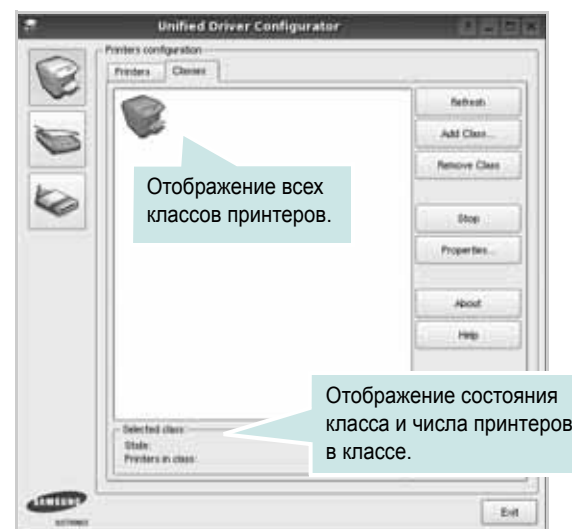 Unified Driver Configurator
Printers configuration
Printers Classes
Refresh
Add Class...
Remove Class
Отображение всех
классов принтеров.
Stop
Properties...
About
Help
Отображение состояния
класса и числа принтеров
в классе.
Selected class:
State:
Printers in class:
SAMSUNG
ELECTRONICS
Exit